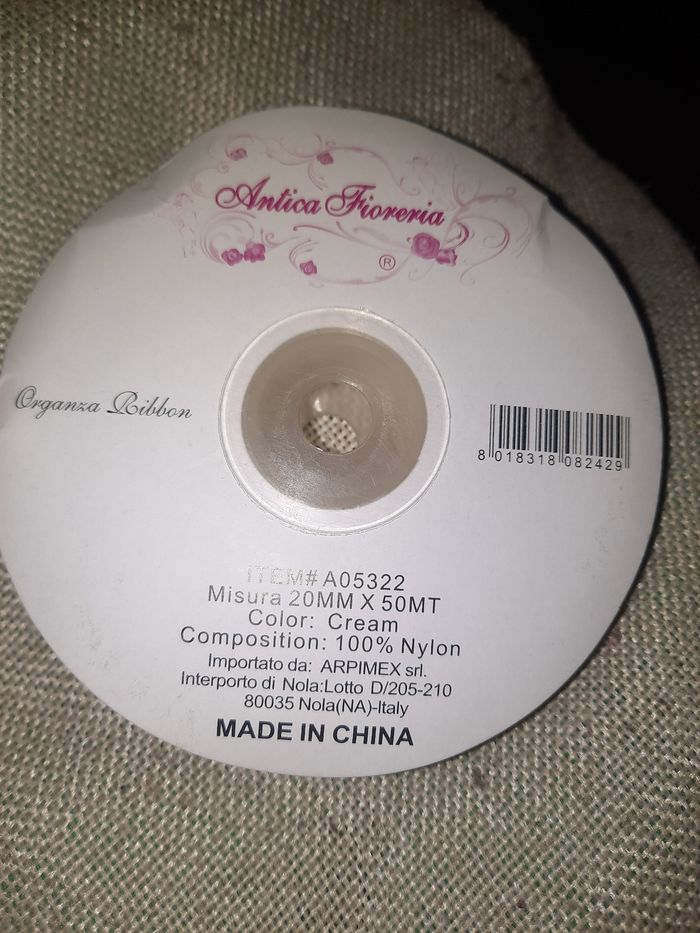 Antica Fioreria
®
Organza Ribbon
8 018318 082429
ITEM# A05322
Misura 20MM X 50MT
Color: Cream
Composition: 100% Nylon
Importato da: ARPIMEX srl.
Interporto di Nola:Lotto D/205-210
80035 Nola(NA)-Italy
MADE IN CHINA